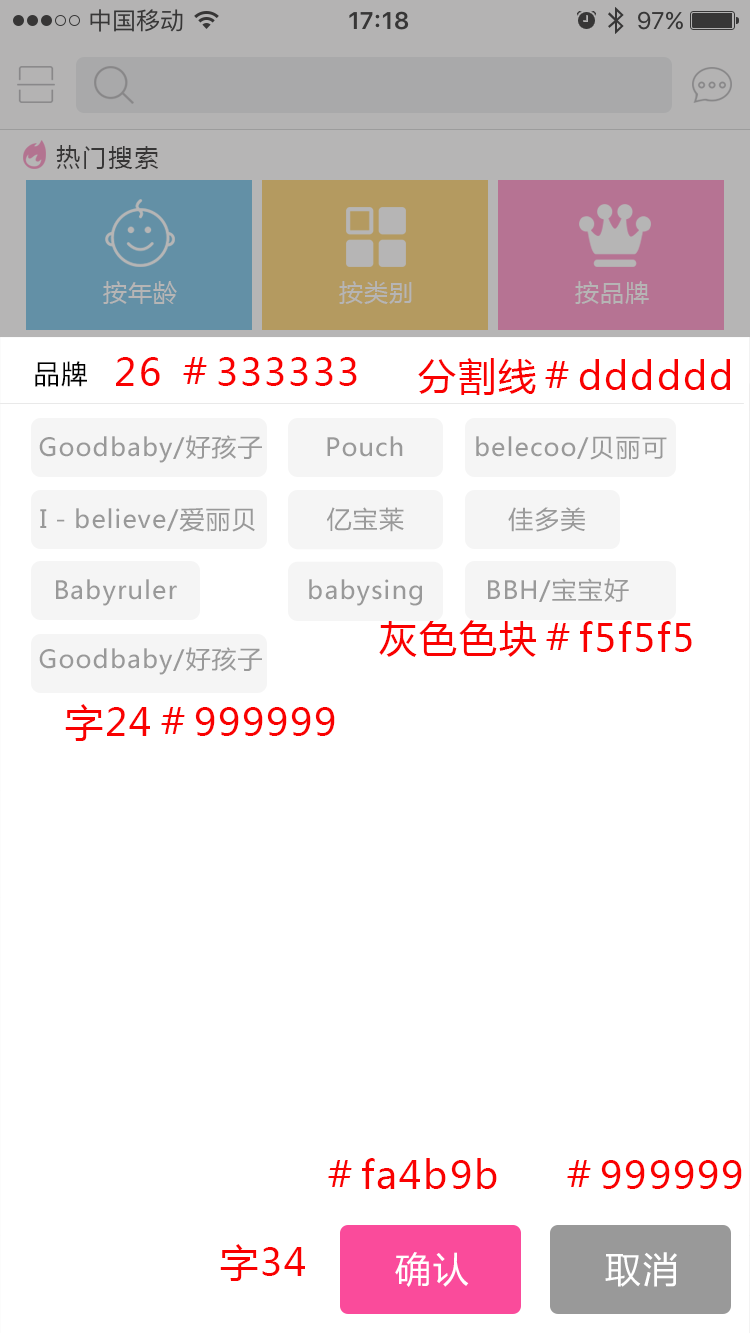 中国移动 17:18 97%
热门搜索
按年龄 按类别 按品牌
品牌 26 #333333 分割线#dddddd
Goodbaby/好孩子 Pouch belecoo/贝丽可
I - believe/爱丽贝 亿宝莱 佳多美
Babyruler babysing BBH/宝宝好
灰色色块#f5f5f5
Goodbaby/好孩子
字24#999999
#fa4b9b #999999
字34 确认 取消